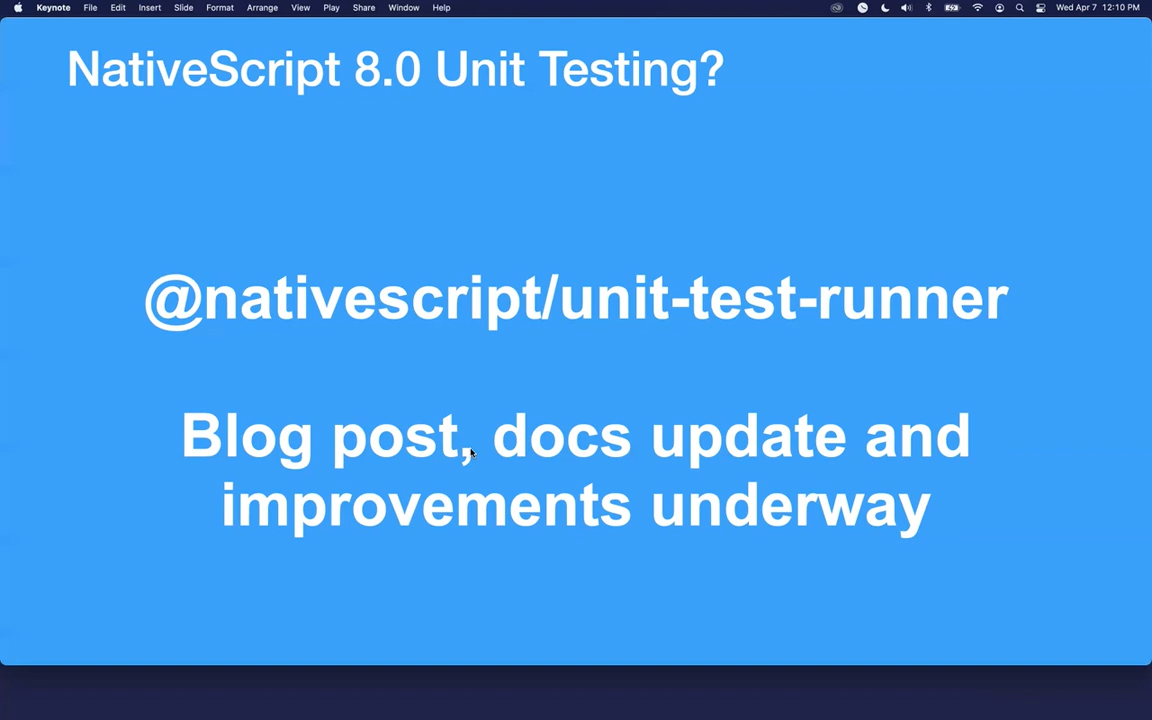 Keynote File Edit Insert Slide Format Arrange View Play Share Window Help Wed Apr 7 12:10 PM
NativeScript 8.0 Unit Testing?
@nativescript/unit-test-runner
Blog post, docs update and
improvements underway